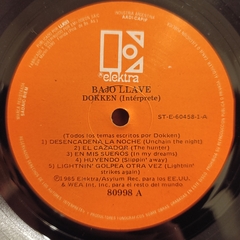 elektra
BAJO LLAVE
DOKKEN (Intérprete)
ST-E-60458-1-A
(Todos los temas escritos por Dokken)
1) DESENCADENA LA NOCHE (Unchain the night)
2) EL CAZADOR (The hunter)
3) EN MIS SUEÑOS (In my dreams)
4) HUYENDO (Slippin' away)
5) LIGHTNIN' GOLPEA OTRA VEZ (Lightnin'
strikes again)
Elektra/Asylum Rec. para los EE.UU.
& WEA Int. Inc. para el resto del mundo
80998 A